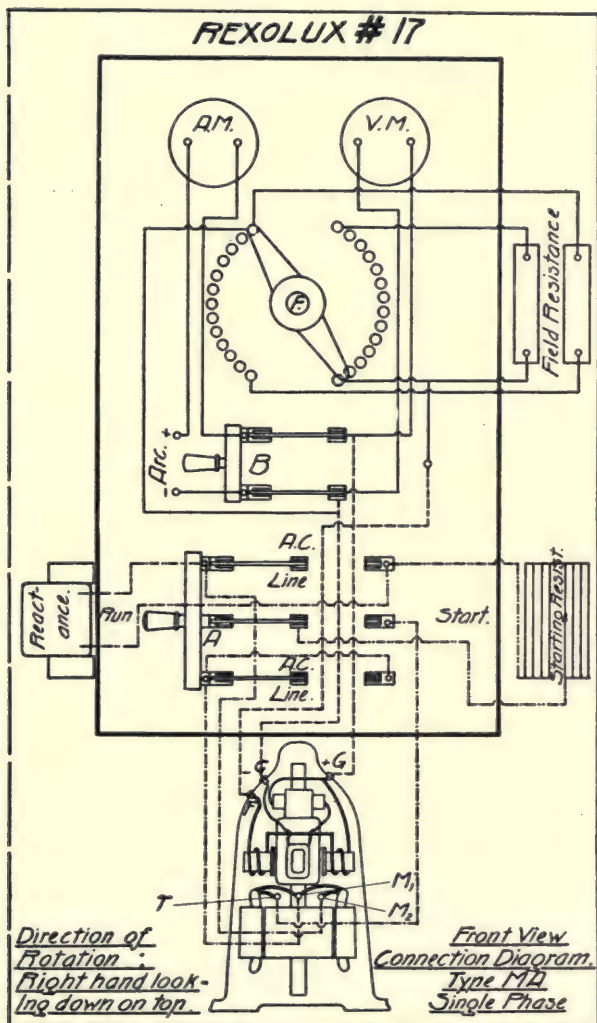 REXOLUX # 17
A.M.
V.M.
F.
Field Resistance
+
Arc.
-
B
A.C.
Line
React-
ance.
Run
A
Start.
Starting Resist.
A.C.
Line.
-G
+G
F
T
M1
M2
Direction of
Rotation :
Right hand look-
ing down on top.
Front View
Connection Diagram.
Type MA
Single Phase